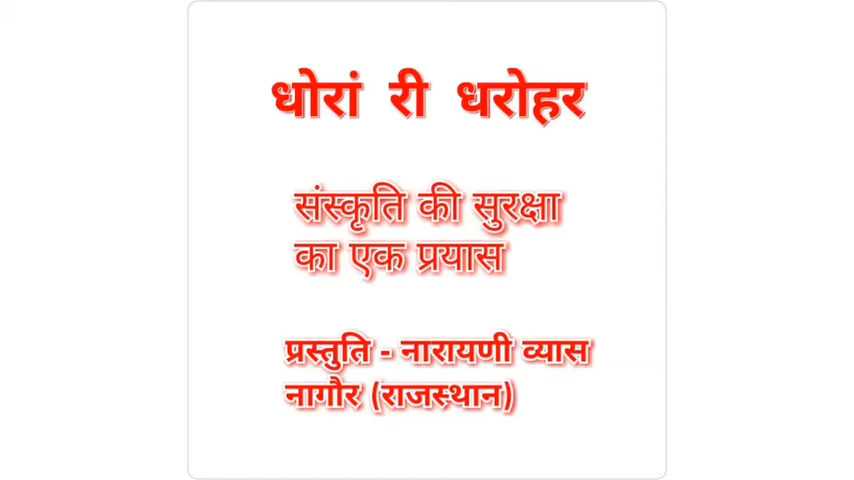 धोरां री धरोहर
संस्कृति की सुरक्षा
का एक प्रयास
प्रस्तुति - नारायणी व्यास
नागौर (राजस्थान)